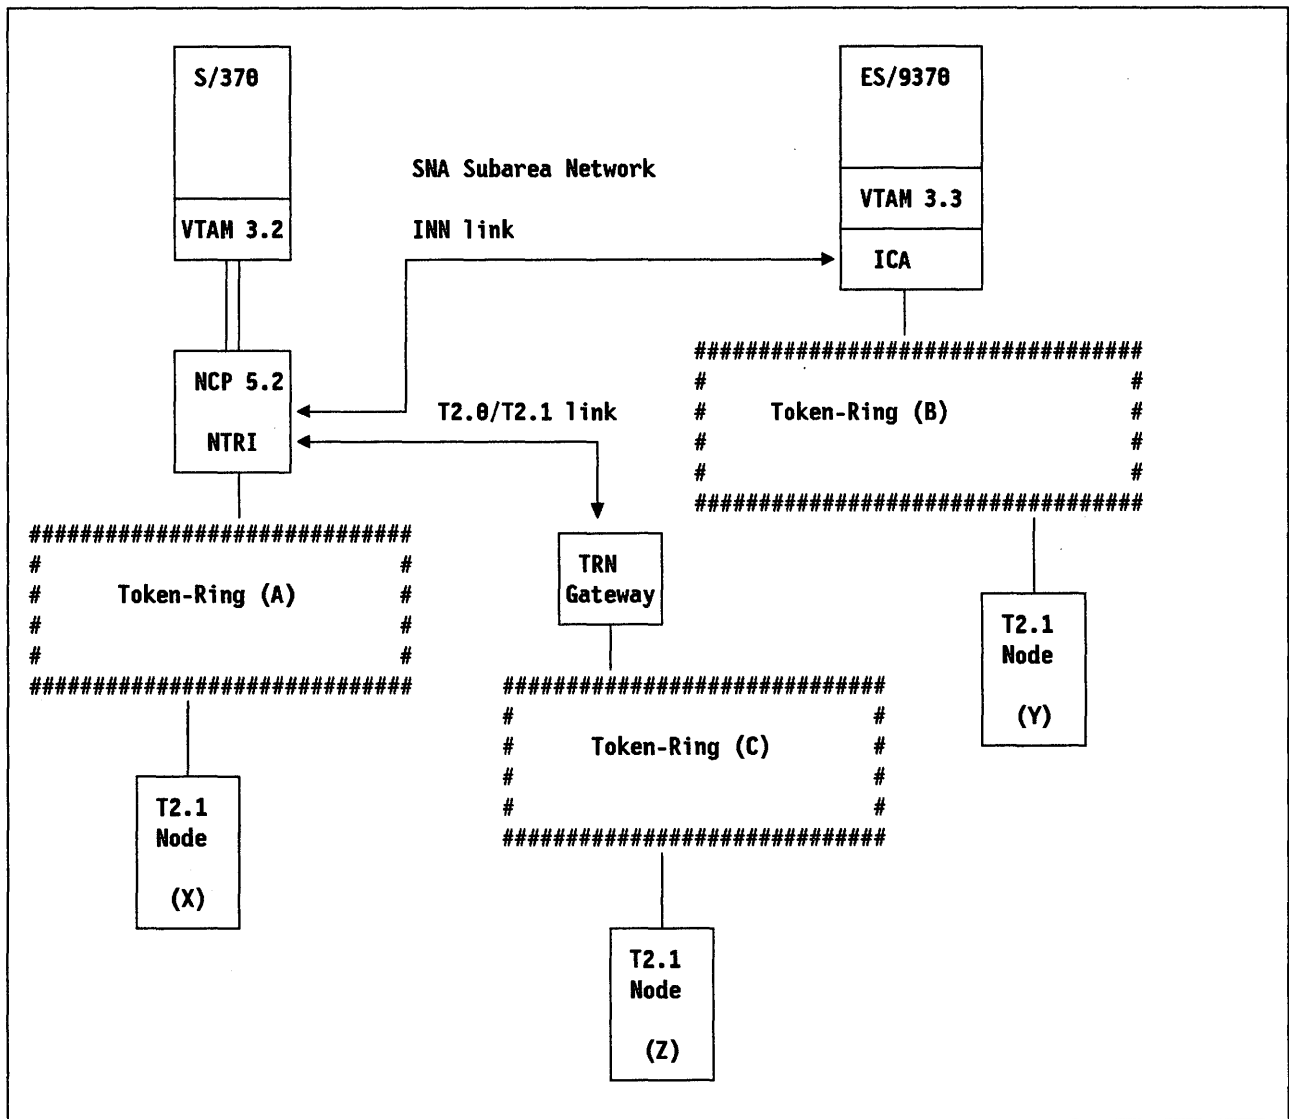 S/370
VTAM 3.2
ES/9370
VTAM 3.3
ICA
SNA Subarea Network
INN link
NCP 5.2
NTRI
T2.0/T2.1 link
##################################
# #
# Token-Ring (B) #
# #
# #
##################################
##############################
# #
# Token-Ring (A) #
# #
# #
##############################
TRN
Gateway
T2.1
Node
(Y)
##############################
# #
# Token-Ring (C) #
# #
# #
##############################
T2.1
Node
(X)
T2.1
Node
(Z)